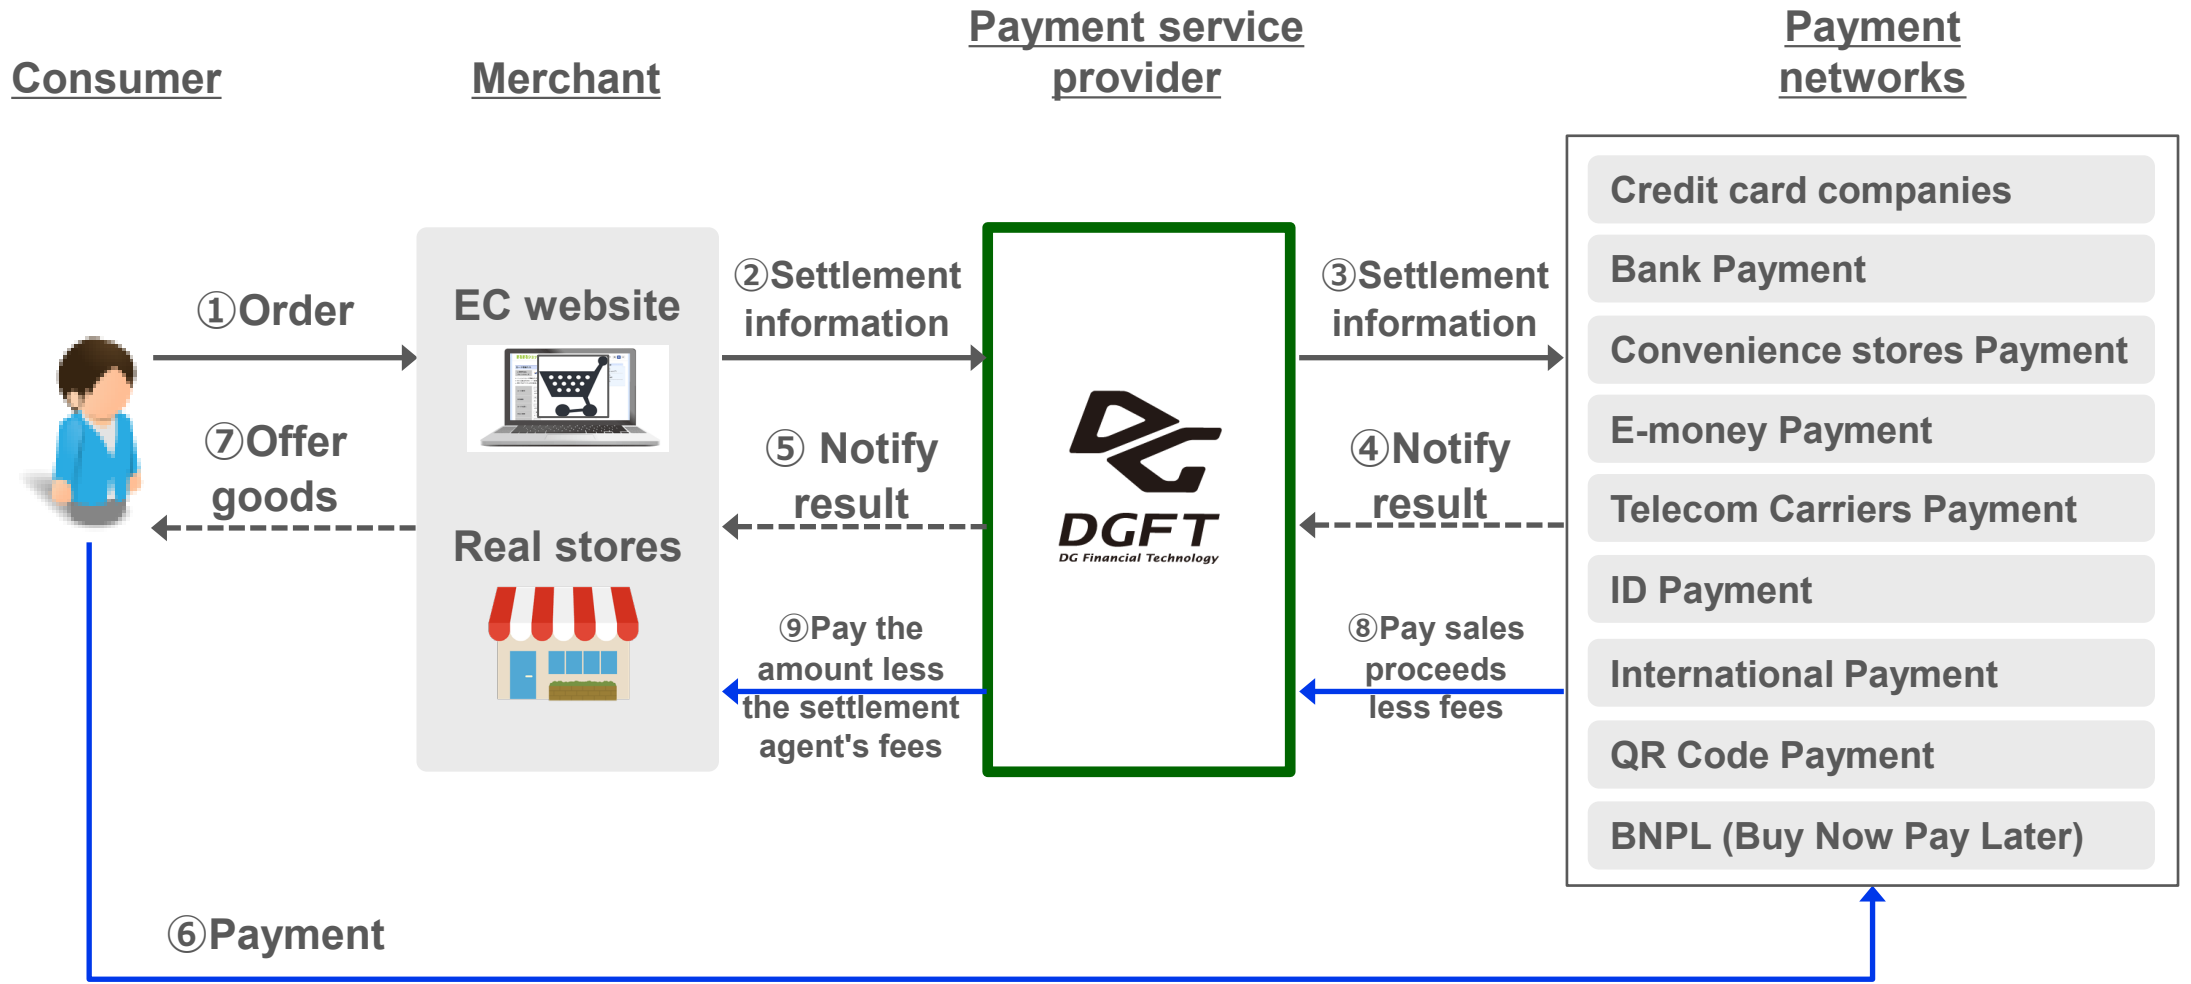 Consumer
Merchant
Payment service
provider
Payment
networks
①Order
⑦Offer
goods
EC website
Real stores
②Settlement
information
⑤ Notify
result
⑨Pay the
amount less
the settlement
agent's fees
DGFT
DG Financial Technology
③Settlement
information
④Notify
result
⑧Pay sales
proceeds
less fees
Credit card companies
Bank Payment
Convenience stores Payment
E-money Payment
Telecom Carriers Payment
ID Payment
International Payment
QR Code Payment
BNPL (Buy Now Pay Later)
⑥Payment